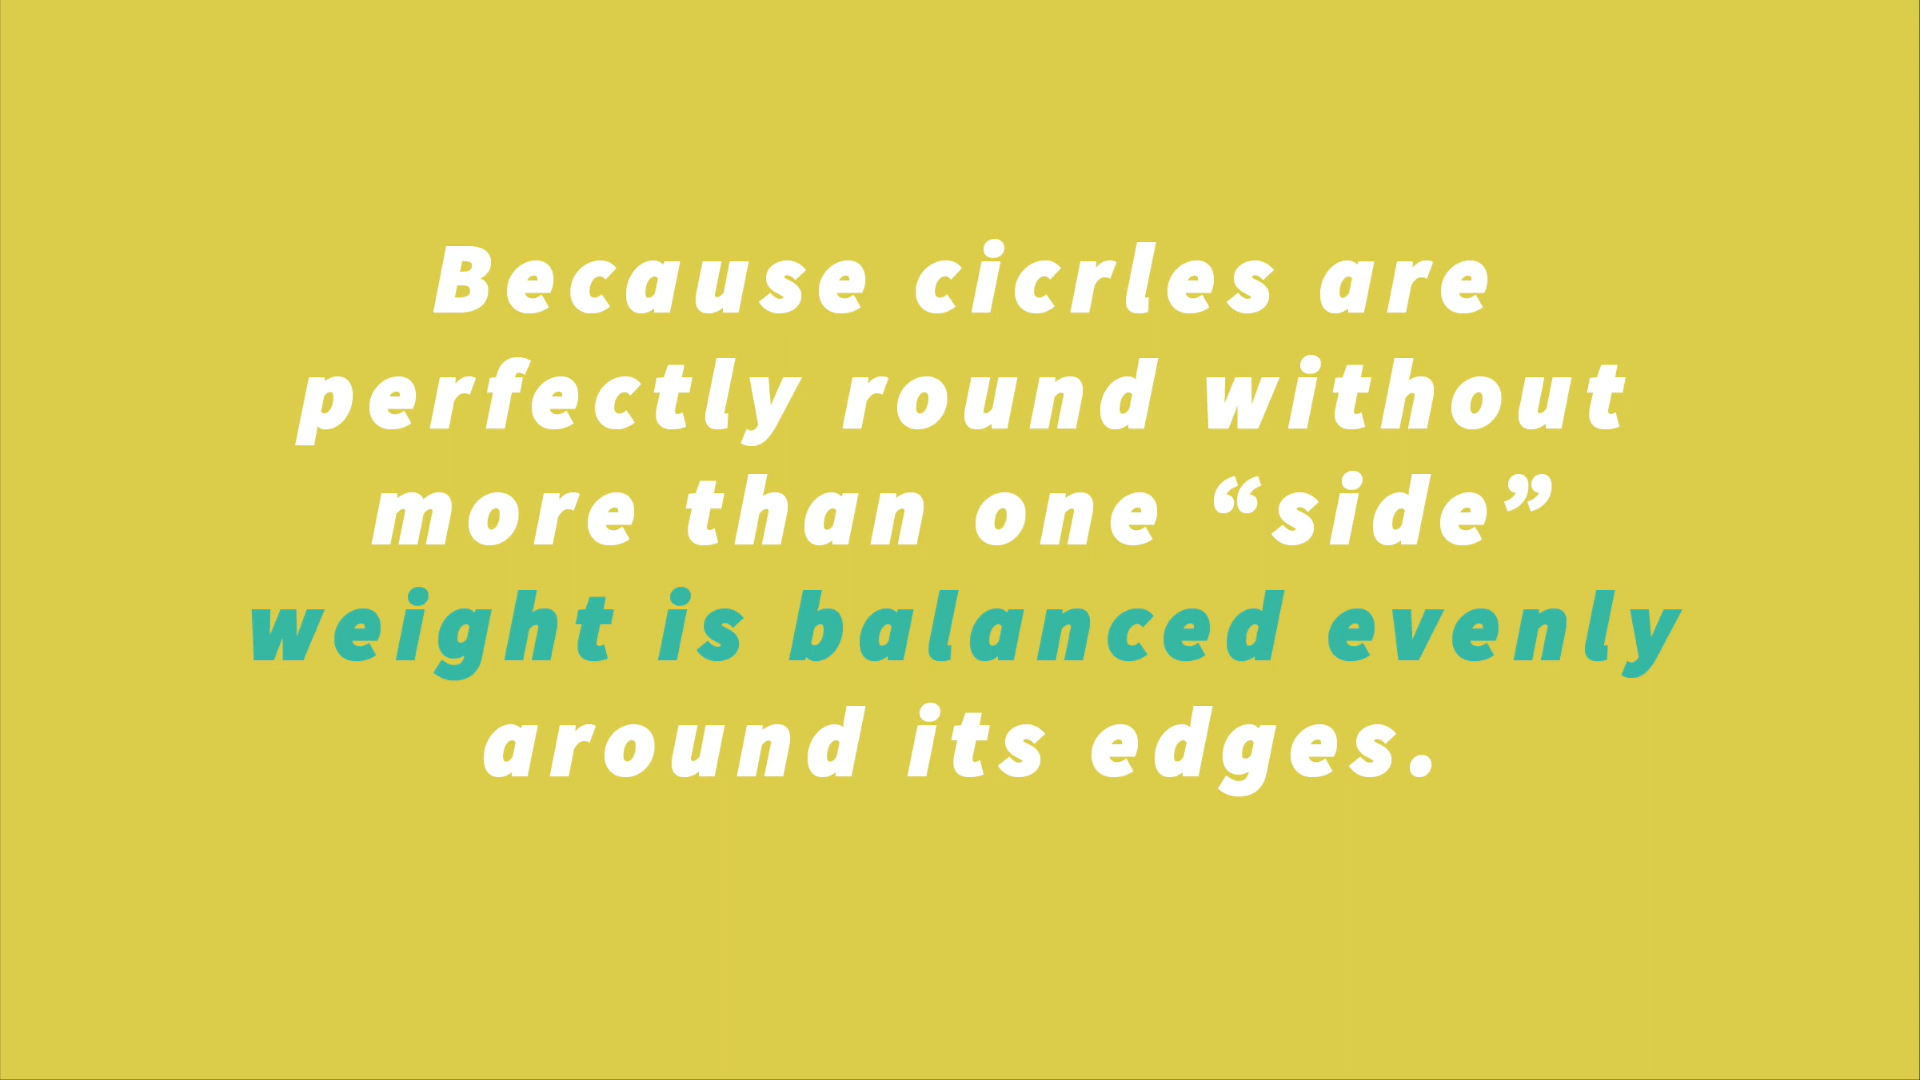 Because cicrles are
perfectly round without
more than one “side”
weight is balanced evenly
around its edges.